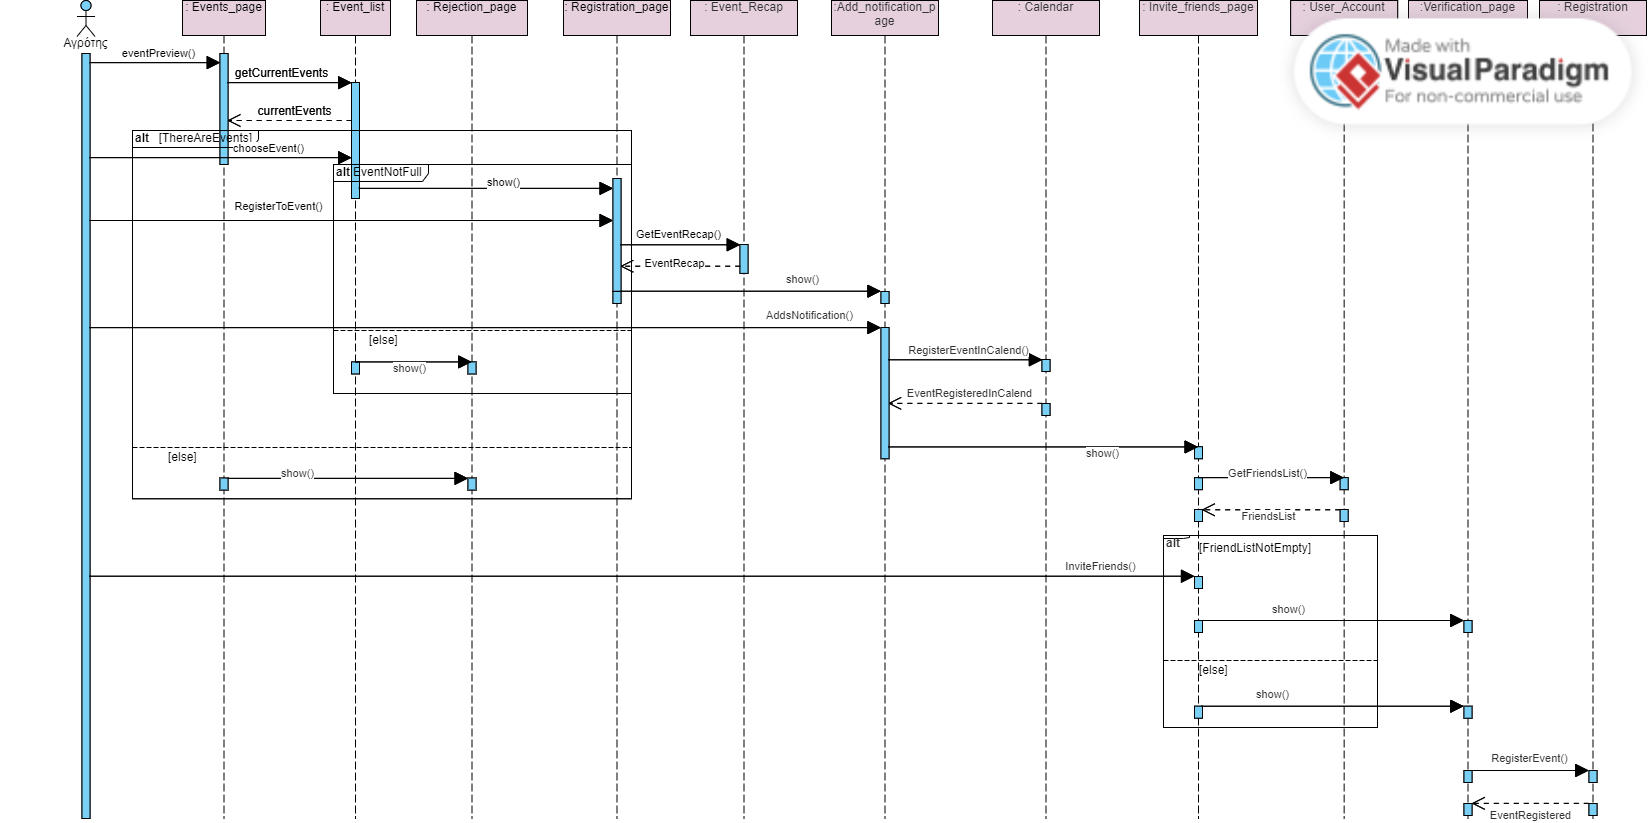 : Events_page
: Event_list
: Rejection_page
: Registration_page
: Event_Recap
:Add_notification_p
age
: Calendar
: Invite_friends_page
: User_Account
:Verification_page
: Registration
Αγρότης
Made with
Visual Paradigm
For non-commercial use
eventPreview()
getCurrentEvents
currentEvents
alt [ThereAreEvents]
chooseEvent()
alt EventNotFull
show()
RegisterToEvent()
GetEventRecap()
EventRecap
show()
AddsNotification()
[else]
show()
RegisterEventInCalend()
EventRegisteredInCalend
show()
[else]
show()
GetFriendsList()
FriendsList
alt [FriendListNotEmpty]
InviteFriends()
show()
[else]
show()
RegisterEvent()
EventRegistered